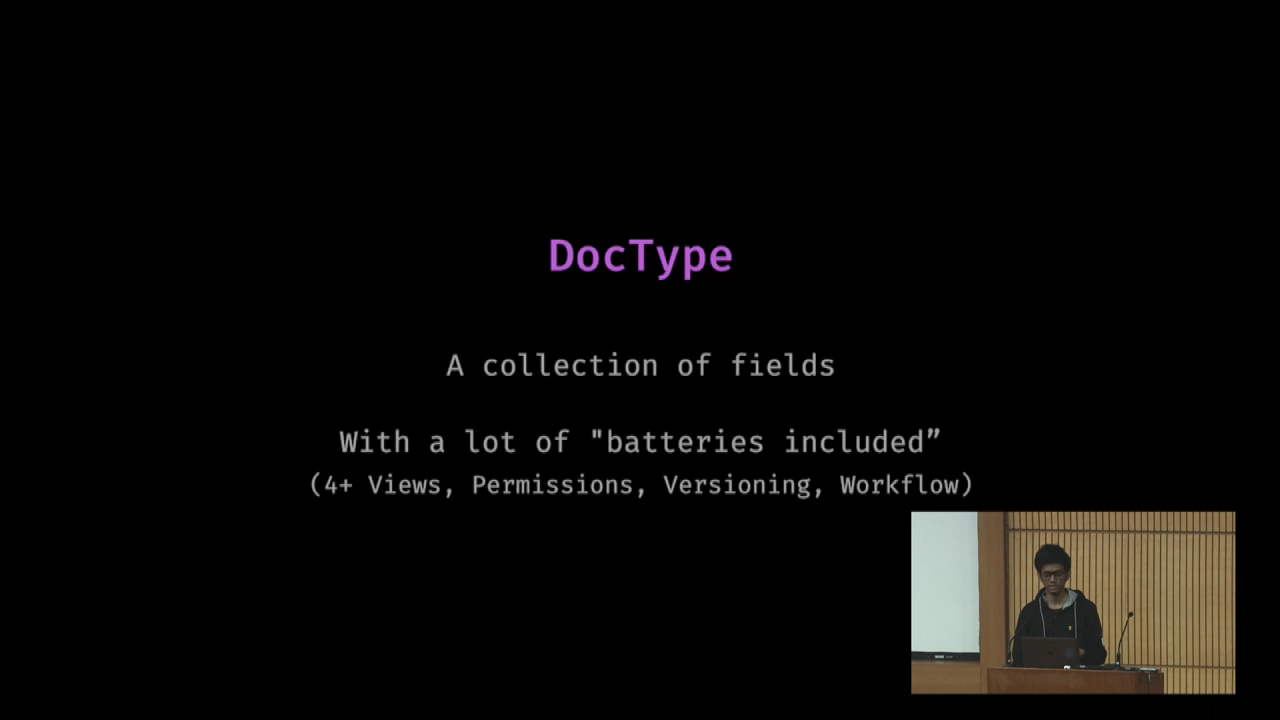 DocType
A collection of fields
With a lot of "batteries included”
(4+ Views, Permissions, Versioning, Workflow)